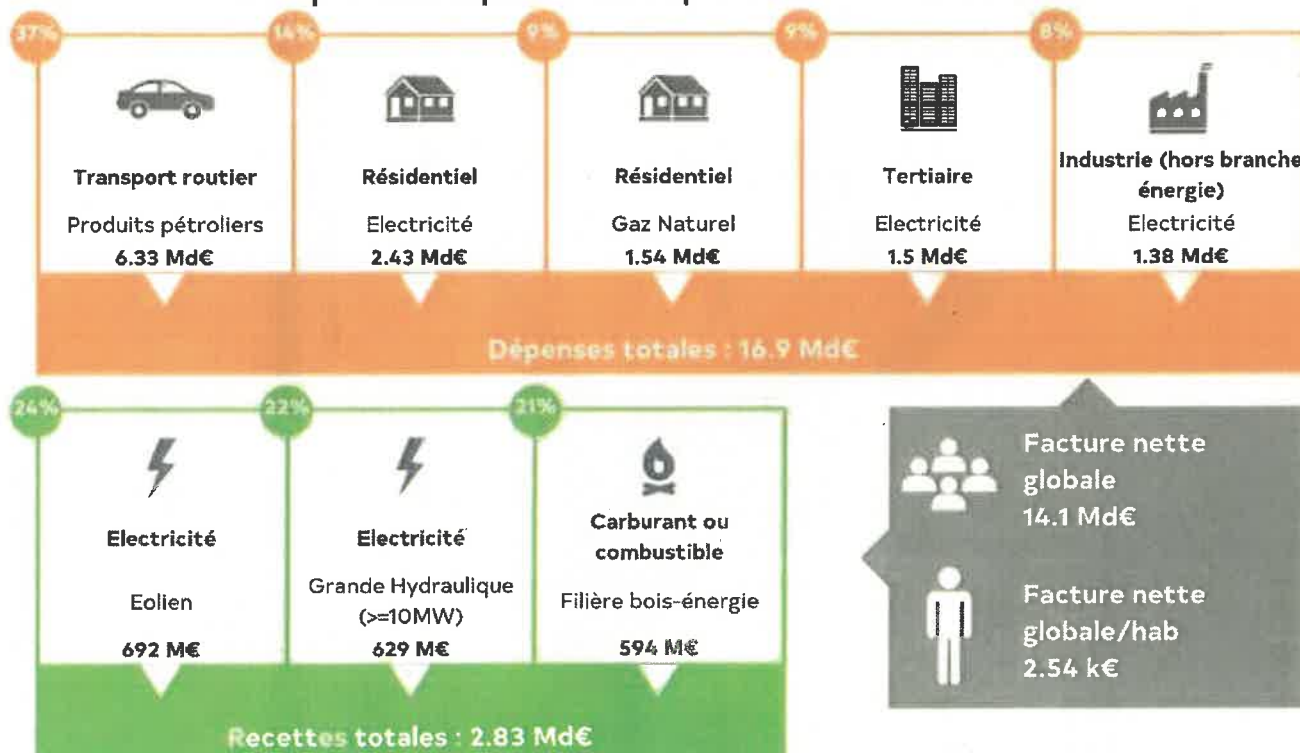 37%
14%
9%
9%
8%
Transport routier
Produits pétroliers
6.33 Md€
Résidentiel
Electricité
2.43 Md€
Résidentiel
Gaz Naturel
1.54 Md€
Tertiaire
Electricité
1.5 Md€
Industrie (hors branche
énergie)
Electricité
1.38 Md€
Dépenses totales : 16.9 Md€
24%
22%
21%
Electricité
Eolien
692 M€
Electricité
Grande Hydraulique
(>=10MW)
629 M€
Carburant ou
combustible
Filière bois-énergie
594 M€
Recettes totales : 2.83 Md€
Facture nette
globale
14.1 Md€
Facture nette
globale/hab
2.54 k€